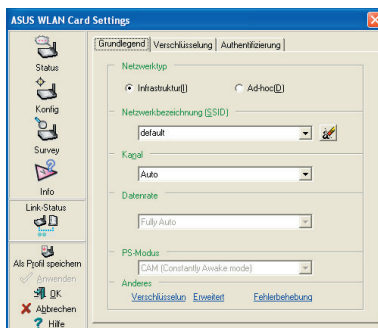 ASUS WLAN Card Settings
Status
Konfig
Survey
Info
Link-Status
Als Profil speichern
Anwenden
OK
Abbrechen
Hilfe
Grundlegend Verschlüsselung Authentifizierung
Netzwerktyp
Infrastruktur(I) Ad-hoc(D)
Netzwerkbezeichnung (SSID)
default
Kanal
Auto
Datenrate
Fully Auto
PS-Modus
CAM (Constantly Awake mode)
Anderes
Verschlüsselun Erweitert Fehlerbehebung